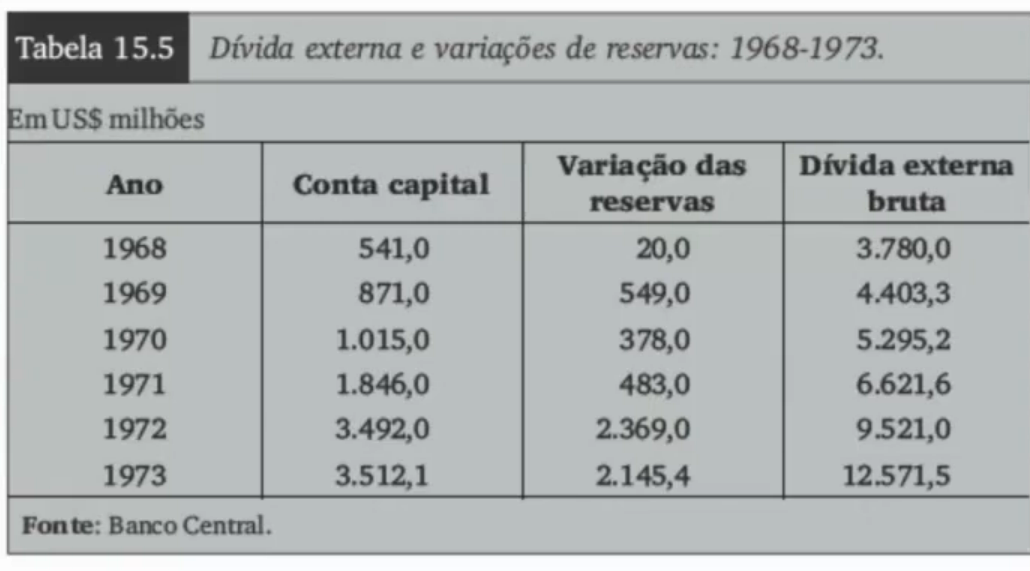 Tabela 15.5 Dívida externa e variações de reservas: 1968-1973.
Em US$ milhões
Ano Conta capital Variação das reservas Dívida externa bruta
1968 541,0 20,0 3.780,0
1969 871,0 549,0 4.403,3
1970 1.015,0 378,0 5.295,2
1971 1.846,0 483,0 6.621,6
1972 3.492,0 2.369,0 9.521,0
1973 3.512,1 2.145,4 12.571,5
Fonte: Banco Central.